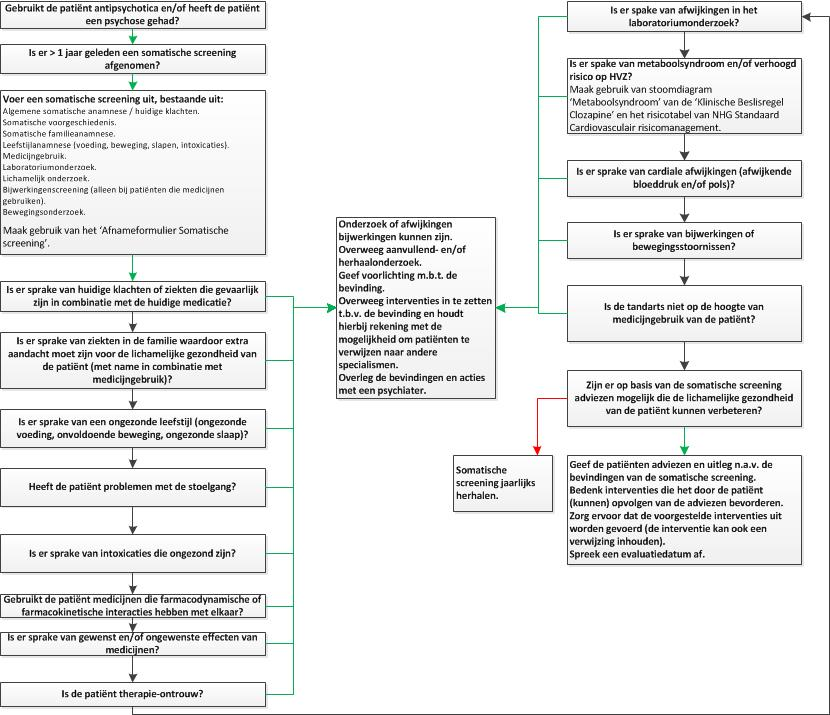 Gebruikt de patiënt antipsychotica en/of heeft de patiënt
een psychose gehad?
Is er > 1 jaar geleden een somatische screening
afgenomen?
Voer een somatische screening uit, bestaande uit:
Algemene somatische anamnese / huidige klachten.
Somatische voorgeschiedenis.
Somatische familieanamnese.
Leefstijlanamnese (voeding, beweging, slapen, intoxicaties).
Medicijngebruik.
Laboratoriumonderzoek.
Lichamelijk onderzoek.
Bijwerkingenscreening (alleen bij patiënten die medicijnen
gebruiken).
Bewegingsonderzoek.
Maak gebruik van het ‘Afnameformulier Somatische
screening’.
Is er sprake van huidige klachten of ziekten die gevaarlijk
zijn in combinatie met de huidige medicatie?
Is er sprake van ziekten in de familie waardoor extra
aandacht moet zijn voor de lichamelijke gezondheid van
de patiënt (met name in combinatie met
medicijngebruik)?
Is er sprake van een ongezonde leefstijl (ongezonde
voeding, onvoldoende beweging, ongezonde slaap)?
Heeft de patiënt problemen met de stoelgang?
Is er sprake van intoxicaties die ongezond zijn?
Gebruikt de patiënt medicijnen die farmacodynamische of
farmacokinetische interacties hebben met elkaar?
Is er sprake van gewenst en/of ongewenste effecten van
medicijnen?
Is de patiënt therapie-ontrouw?
Onderzoek of afwijkingen
bijwerkingen kunnen zijn.
Overweeg aanvullend- en/of
herhaalonderzoek.
Geef voorlichting m.b.t. de
bevinding.
Overweeg interventies in te zetten
t.b.v. de bevinding en houdt
hierbij rekening met de
mogelijkheid om patiënten te
verwijzen naar andere
specialismen.
Overleg de bevindingen en acties
met een psychiater.
Is er spake van afwijkingen in het
laboratoriumonderzoek?
Is er spake van metaboolsyndroom en/of verhoogd
risico op HVZ?
Maak gebruik van stoomdiagram
‘Metaboolsyndroom’ van de ‘Klinische Beslisregel
Clozapine’ en het risicotabel van NHG Standaard
Cardiovasculair risicomanagement.
Is er sprake van cardiale afwijkingen (afwijkende
bloeddruk en/of pols)?
Is er sprake van bijwerkingen of
bewegingsstoornissen?
Is de tandarts niet op de hoogte van
medicijngebruik van de patiënt?
Zijn er op basis van de somatische screening
adviezen mogelijk die de lichamelijke gezondheid
van de patiënt kunnen verbeteren?
Somatische
screening jaarlijks
herhalen.
Geef de patiënten adviezen en uitleg n.a.v. de
bevindingen van de somatische screening.
Bedenk interventies die het door de patiënt
(kunnen) opvolgen van de adviezen bevorderen.
Zorg ervoor dat de voorgestelde interventies uit
worden gevoerd (de interventie kan ook een
verwijzing inhouden).
Spreek een evaluatiedatum af.